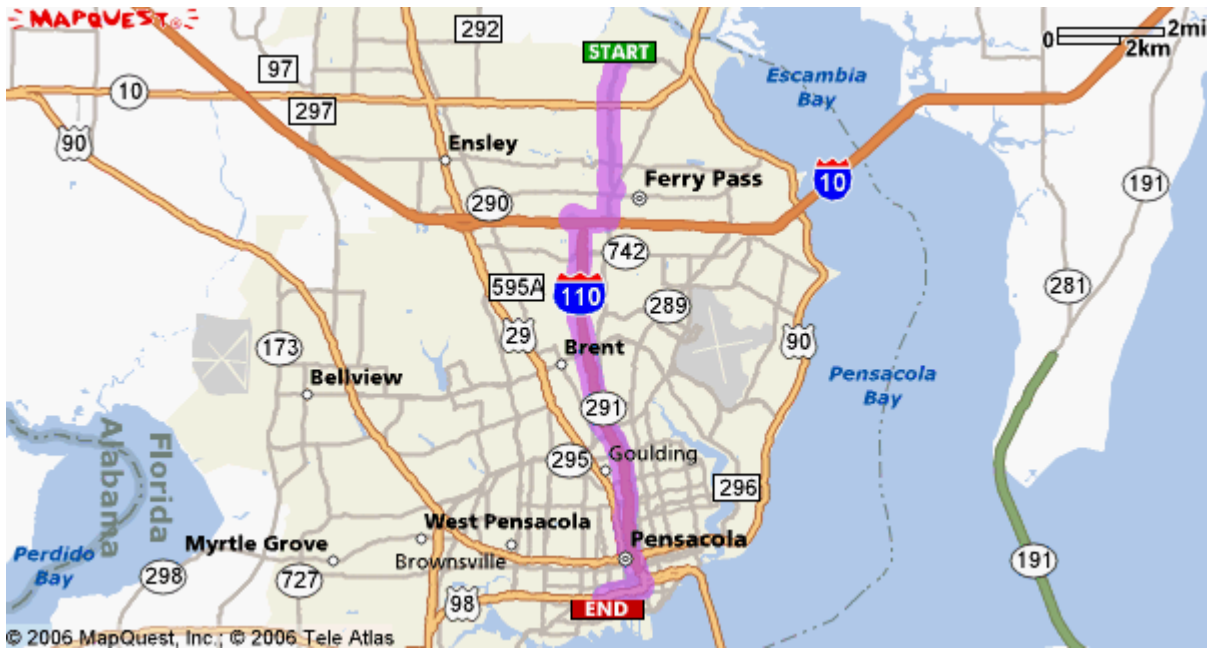 MAPQUEST
292
START
0
2mi
2km
97
10
297
90
Escambia
Bay
Ensley
290
Ferry Pass
10
191
742
595A
110
289
281
29
173
Brent
90
Bellview
Pensacola
Bay
291
Florida
Alabama
295
Goulding
296
West Pensacola
Pensacola
Myrtle Grove
Brownsville
Perdido
Bay
298
727
98
END
191
© 2006 MapQuest, Inc.; © 2006 Tele Atlas